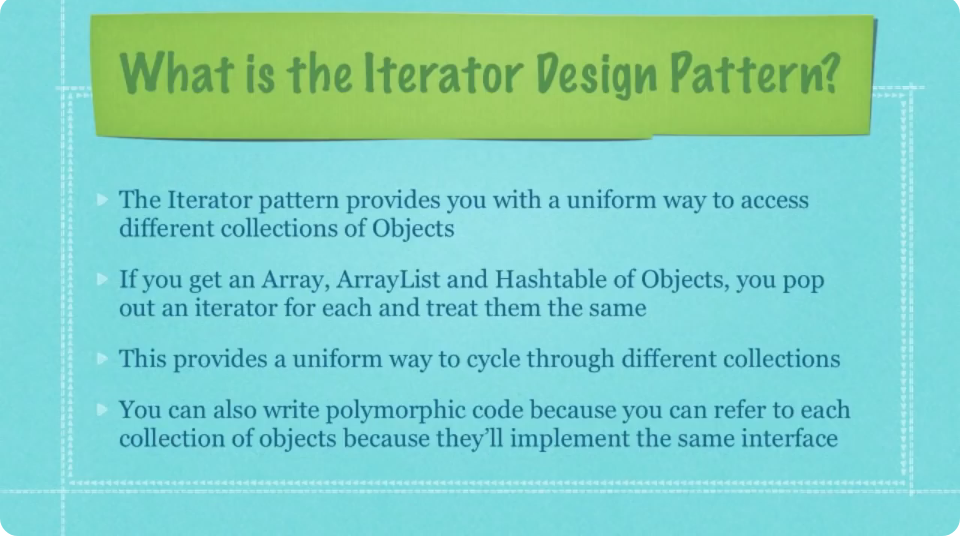 What is the Iterator Design Pattern?
The Iterator pattern provides you with a uniform way to access
different collections of Objects
If you get an Array, ArrayList and Hashtable of Objects, you pop
out an iterator for each and treat them the same
This provides a uniform way to cycle through different collections
You can also write polymorphic code because you can refer to each
collection of objects because they’ll implement the same interface